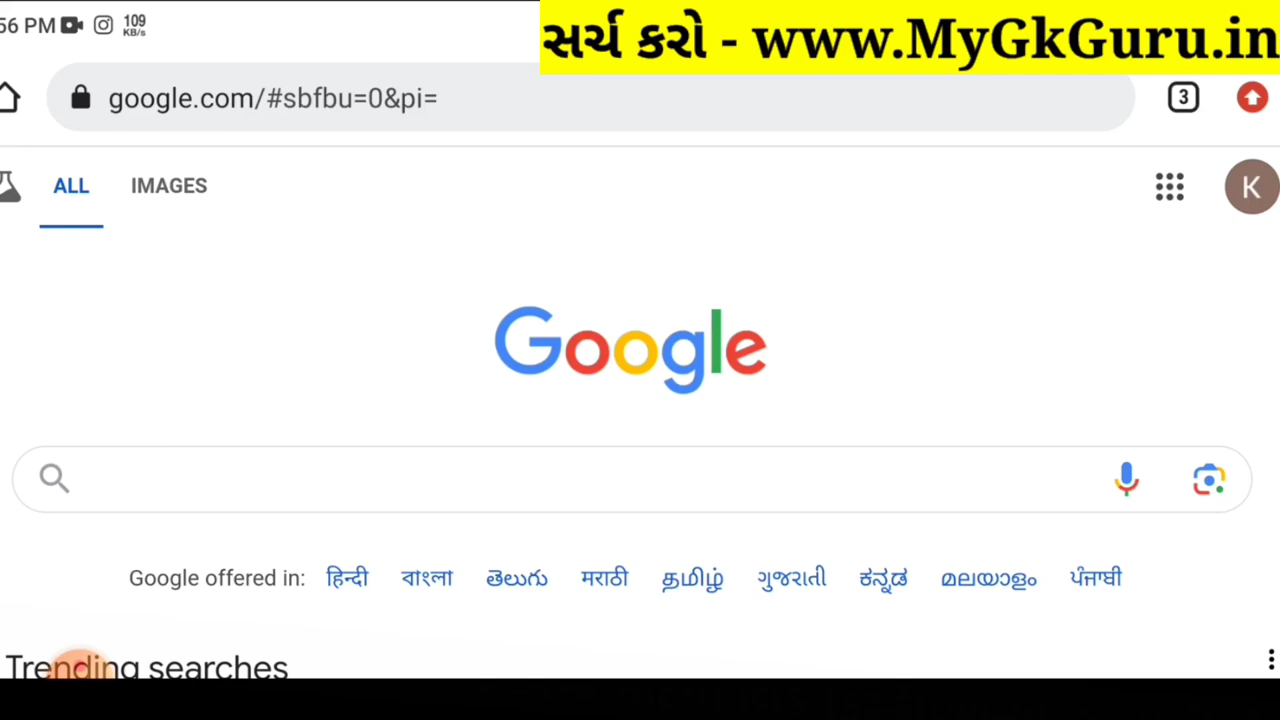 56 PM 109 KB/s
સર્ચ કરો - www.MyGkGuru.in
google.com/#sbfbu=0&pi=
3
ALL IMAGES
K
Google
Google offered in: हिन्दी বাংলা తెలుగు मराठी தமிழ் ગુજરાતી ಕನ್ನಡ മലയാളം ਪੰਜਾਬੀ
Trending searches